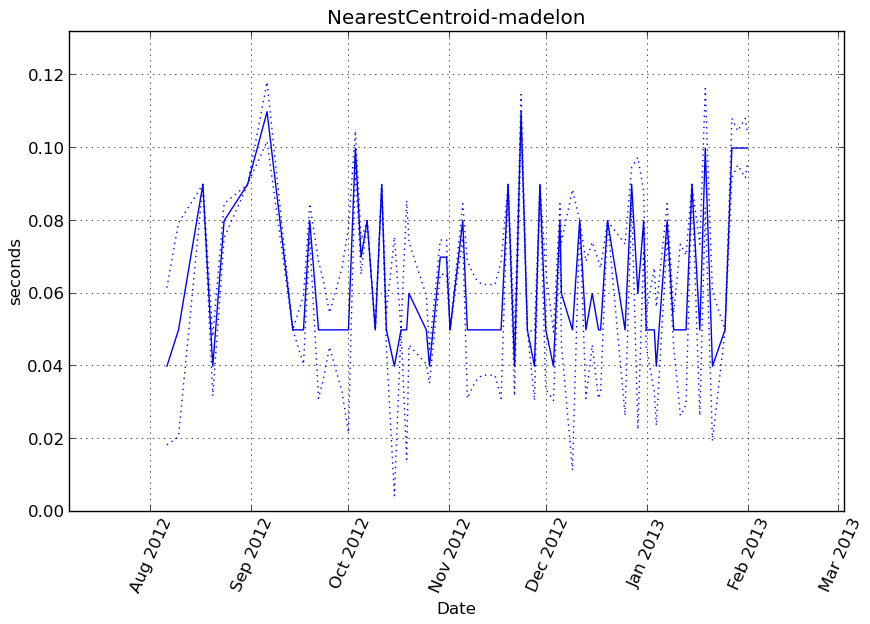 NearestCentroid-madelon
0.12
0.10
0.08
0.06
0.04
0.02
0.00
seconds
Aug 2012
Sep 2012
Oct 2012
Nov 2012
Dec 2012
Jan 2013
Feb 2013
Mar 2013
Date